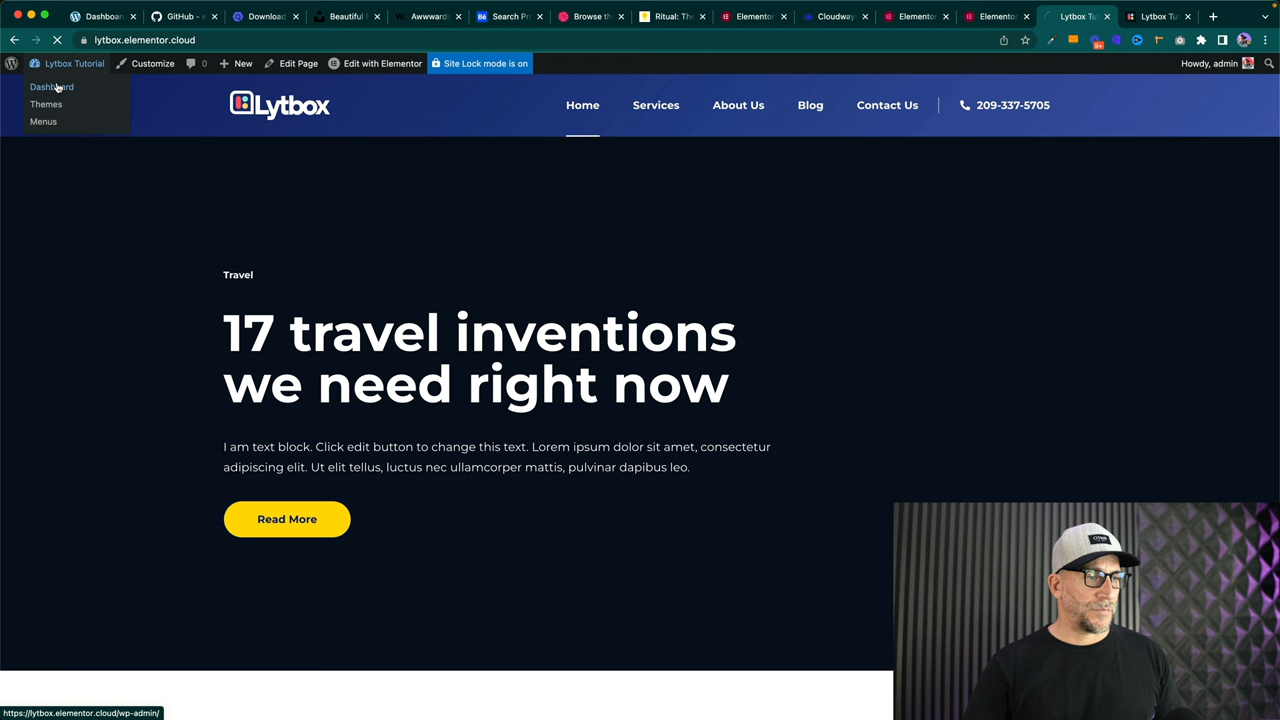 Dashboard
GitHub - e
Download
Beautiful
Awwward
Search Pr
Browse th
Ritual: The
Elementor
Cloudway
Elementor
Elementor
Lytbox Tu
Lytbox Tu
lytbox.elementor.cloud
Lytbox Tutorial
Customize
0
New
Edit Page
Edit with Elementor
Site Lock mode is on
Howdy, admin
Dashboard
Themes
Menus
Lytbox
Home
Services
About Us
Blog
Contact Us
209-337-5705
Travel
17 travel inventions
we need right now
I am text block. Click edit button to change this text. Lorem ipsum dolor sit amet, consectetur
adipiscing elit. Ut elit tellus, luctus nec ullamcorper mattis, pulvinar dapibus leo.
Read More
https://lytbox.elementor.cloud/wp-admin/